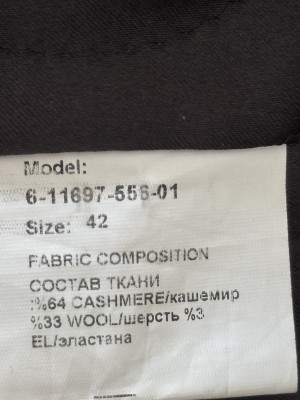 Model:
6-11697-556-01
Size: 42
FABRIC COMPOSITION
СОСТАВ ТКАНИ
:%64 CASHMERE/кашемир
%33 WOOL/шерсть %3
EL/эластана